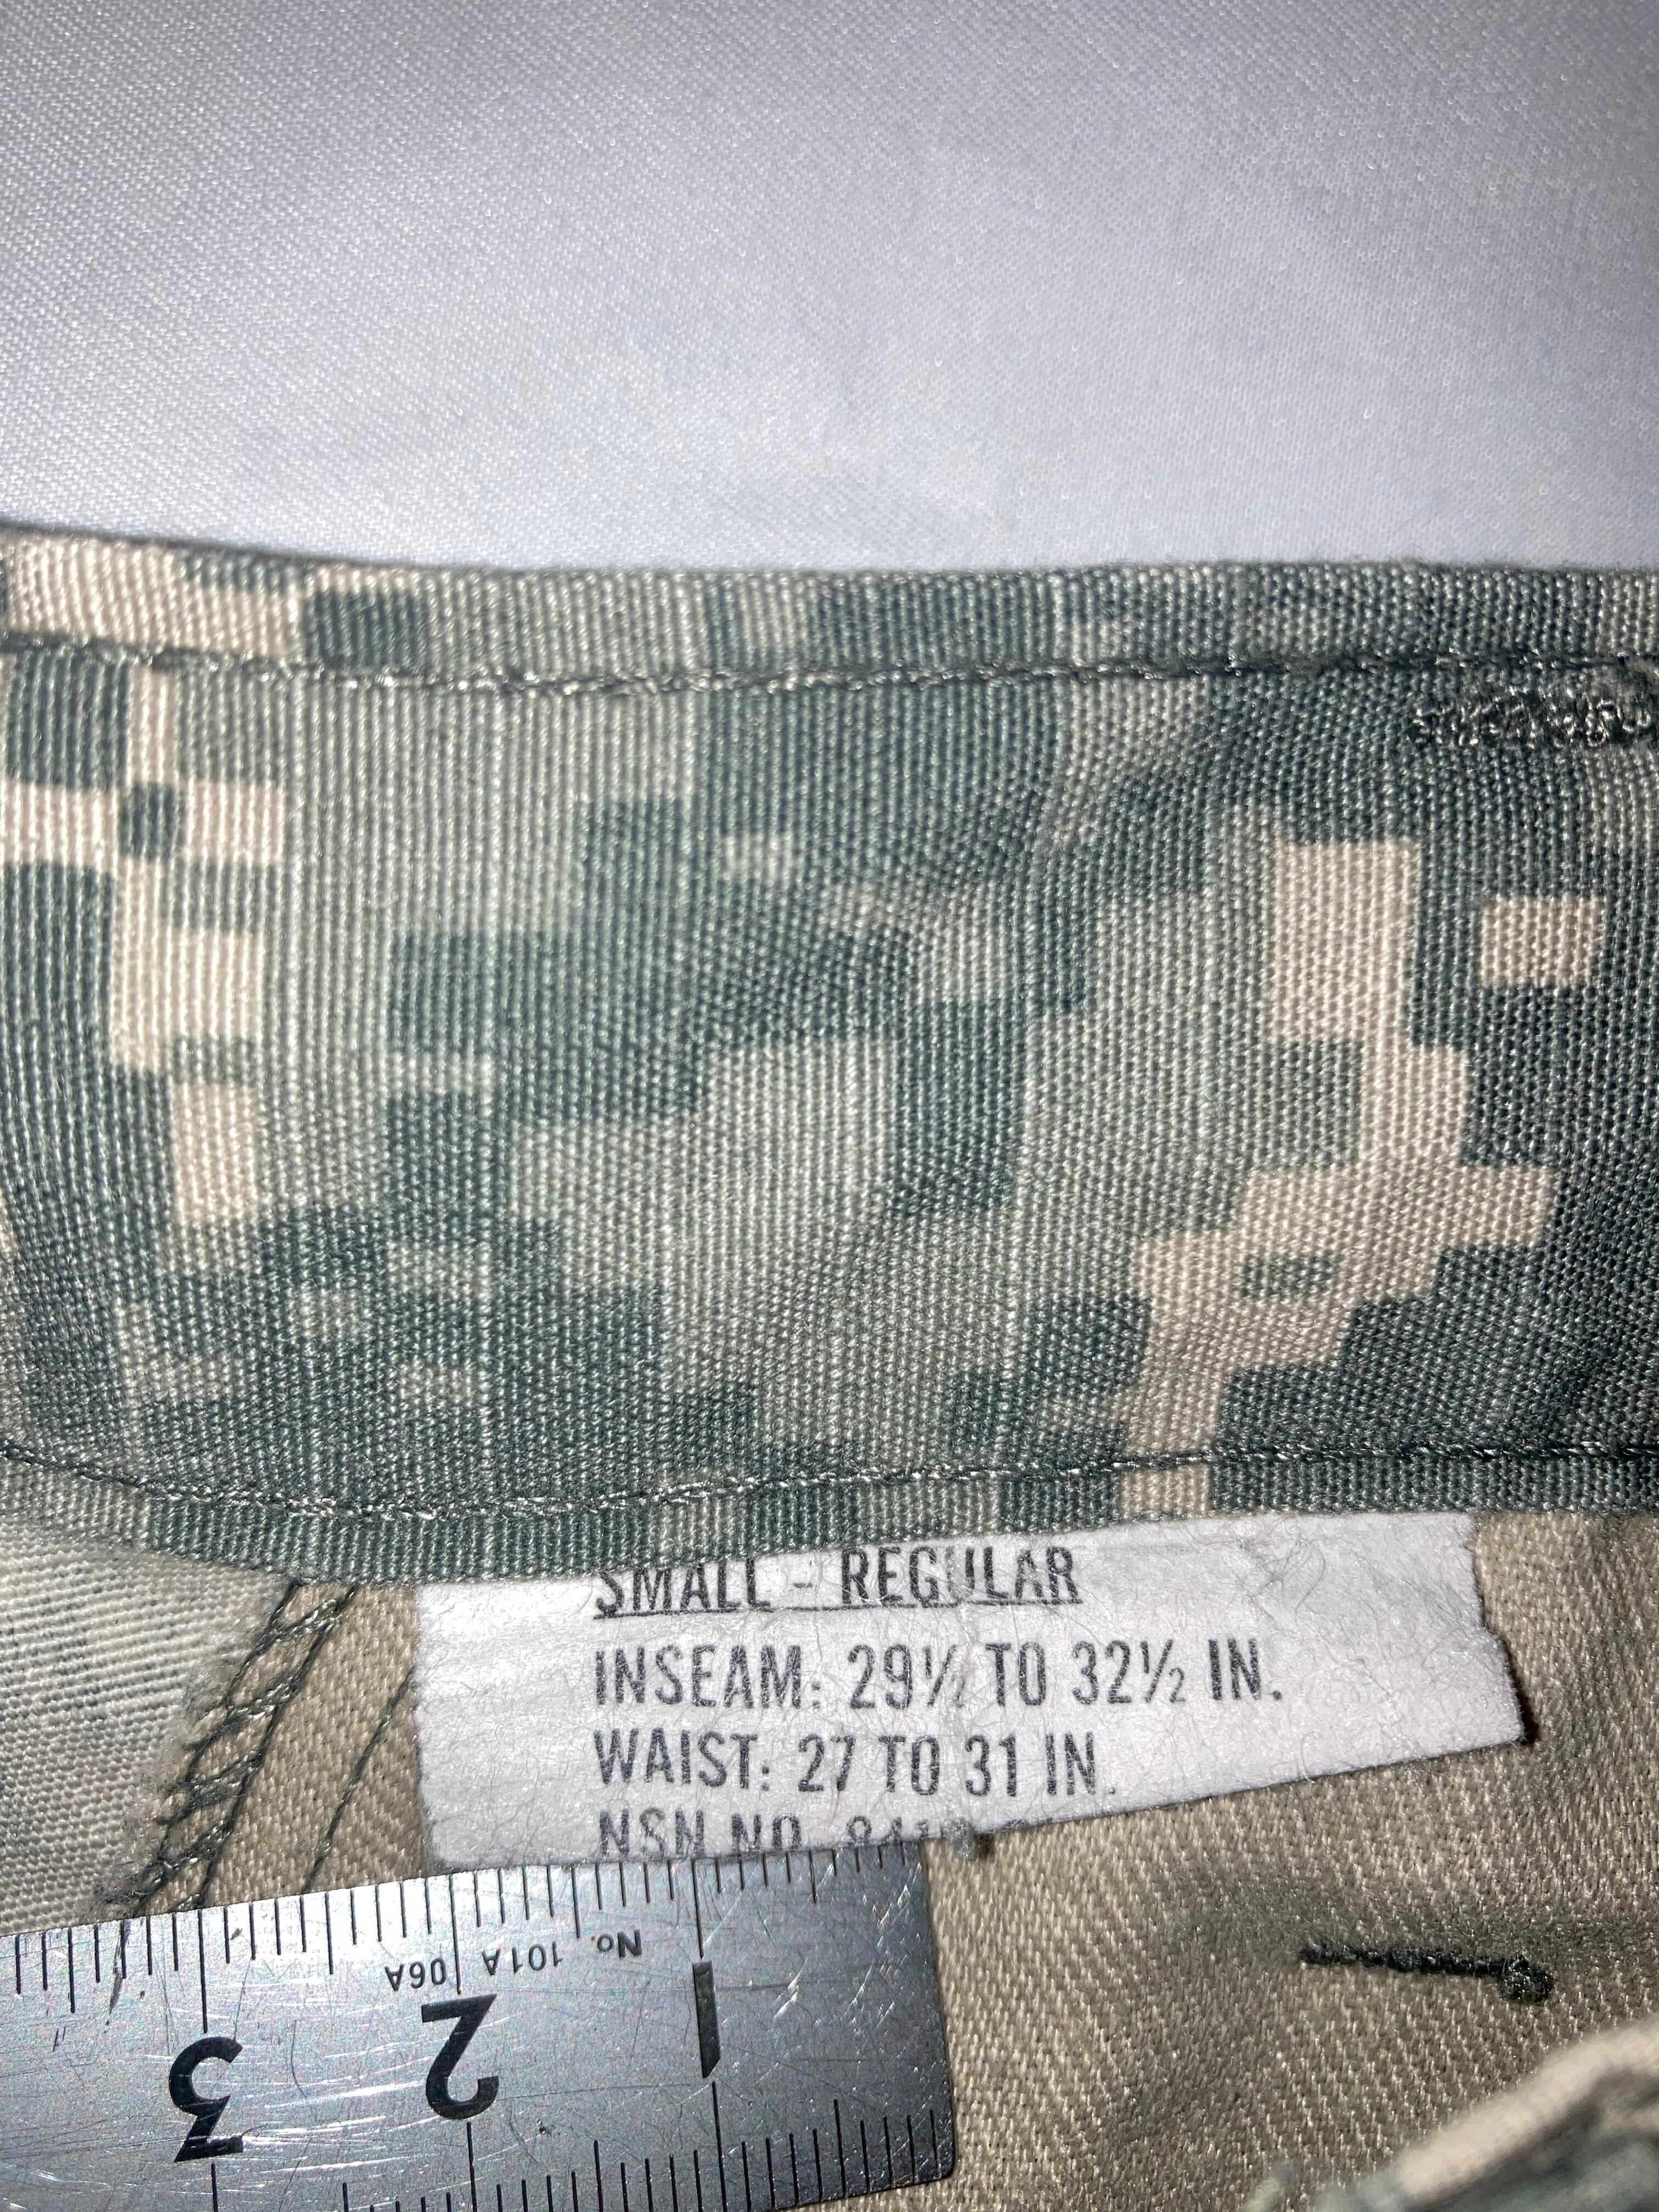 SMALL - REGULAR
INSEAM: 29½ TO 32½ IN.
WAIST: 27 TO 31 IN.
NSN NO.
No. 101A 06A
1
2
3